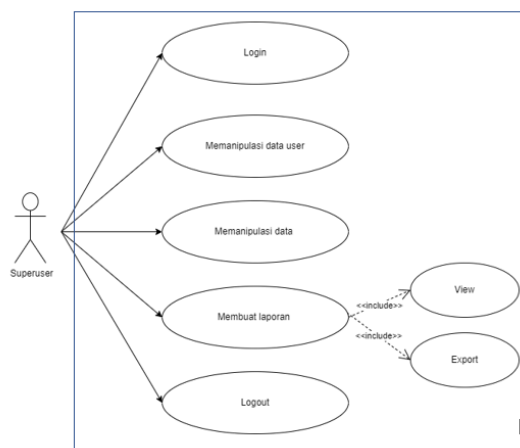 Login
Memanipulasi data user
Memanipulasi data
Superuser
View
<<include>>
Membuat laporan
<<include>>
Export
Logout